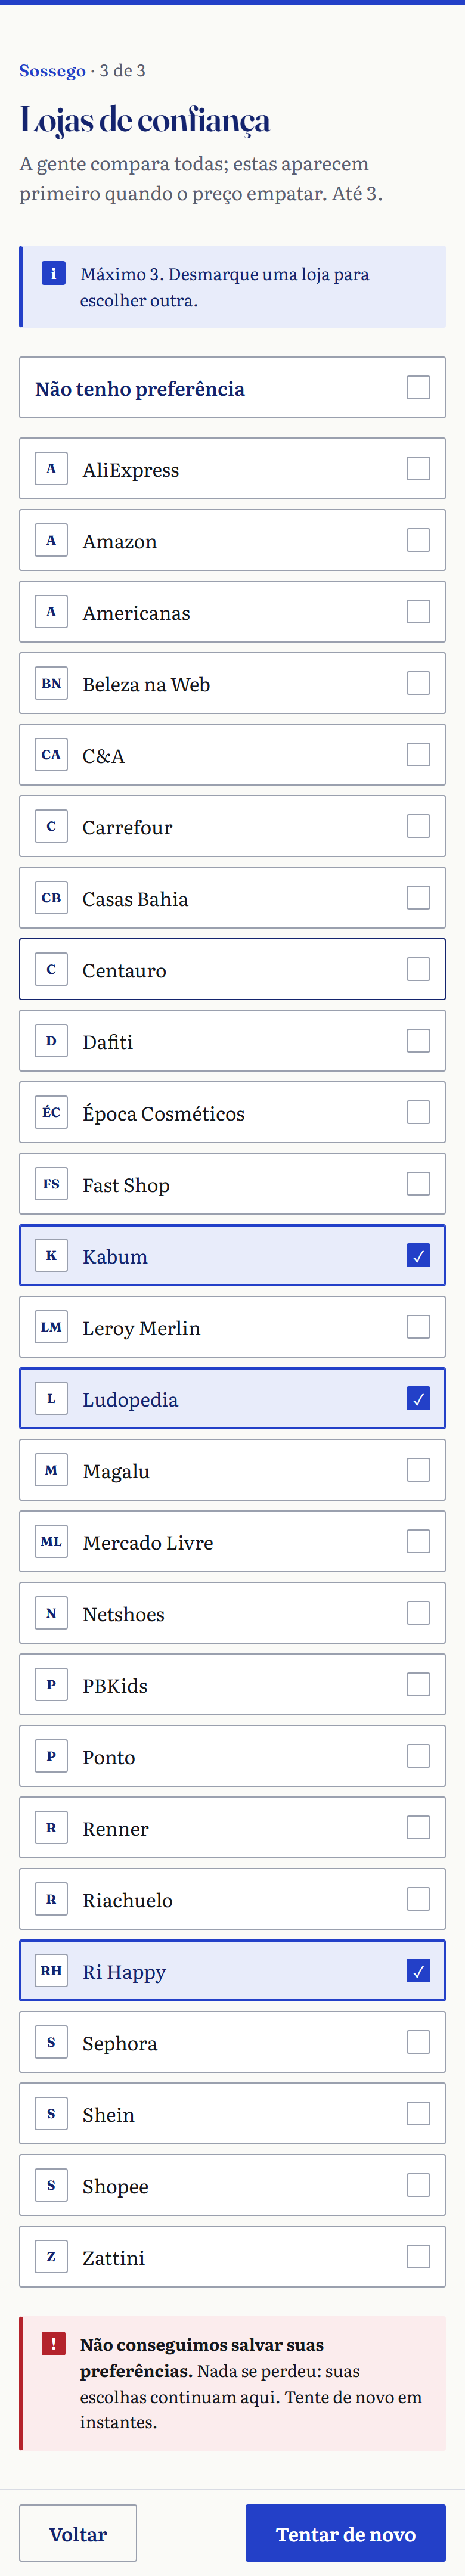 Sossego · 3 de 3
Lojas de confiança
A gente compara todas; estas aparecem
primeiro quando o preço empatar. Até 3.
i Máximo 3. Desmarque uma loja para
escolher outra.
Não tenho preferência
A AliExpress
A Amazon
A Americanas
BN Beleza na Web
CA C&A
C Carrefour
CB Casas Bahia
C Centauro
D Dafiti
ÉC Época Cosméticos
FS Fast Shop
K Kabum ✓
LM Leroy Merlin
L Ludopedia ✓
M Magalu
ML Mercado Livre
N Netshoes
P PBKids
P Ponto
R Renner
R Riachuelo
RH Ri Happy ✓
S Sephora
S Shein
S Shopee
Z Zattini
! Não conseguimos salvar suas
preferências. Nada se perdeu: suas
escolhas continuam aqui. Tente de novo em
instantes.
Voltar Tentar de novo